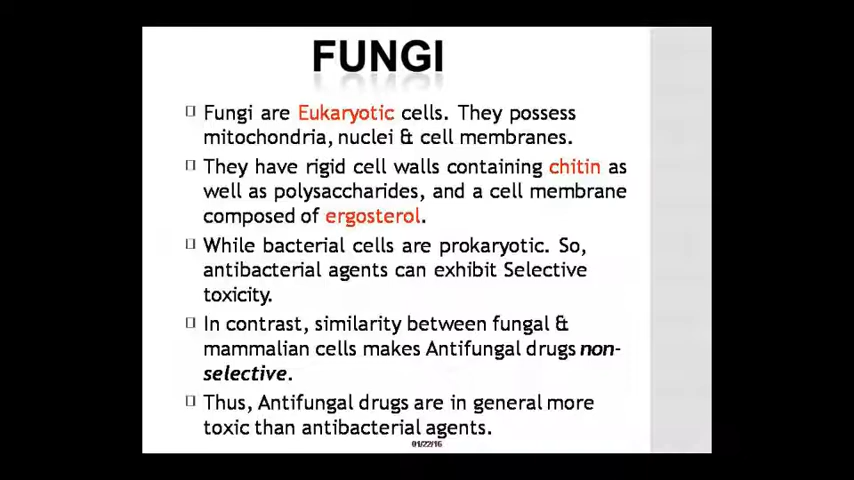 FUNGI
Fungi are Eukaryotic cells. They possess
mitochondria, nuclei & cell membranes.
They have rigid cell walls containing chitin as
well as polysaccharides, and a cell membrane
composed of ergosterol.
While bacterial cells are prokaryotic. So,
antibacterial agents can exhibit Selective
toxicity.
In contrast, similarity between fungal &
mammalian cells makes Antifungal drugs non-
selective.
Thus, Antifungal drugs are in general more
toxic than antibacterial agents.
01/22/16